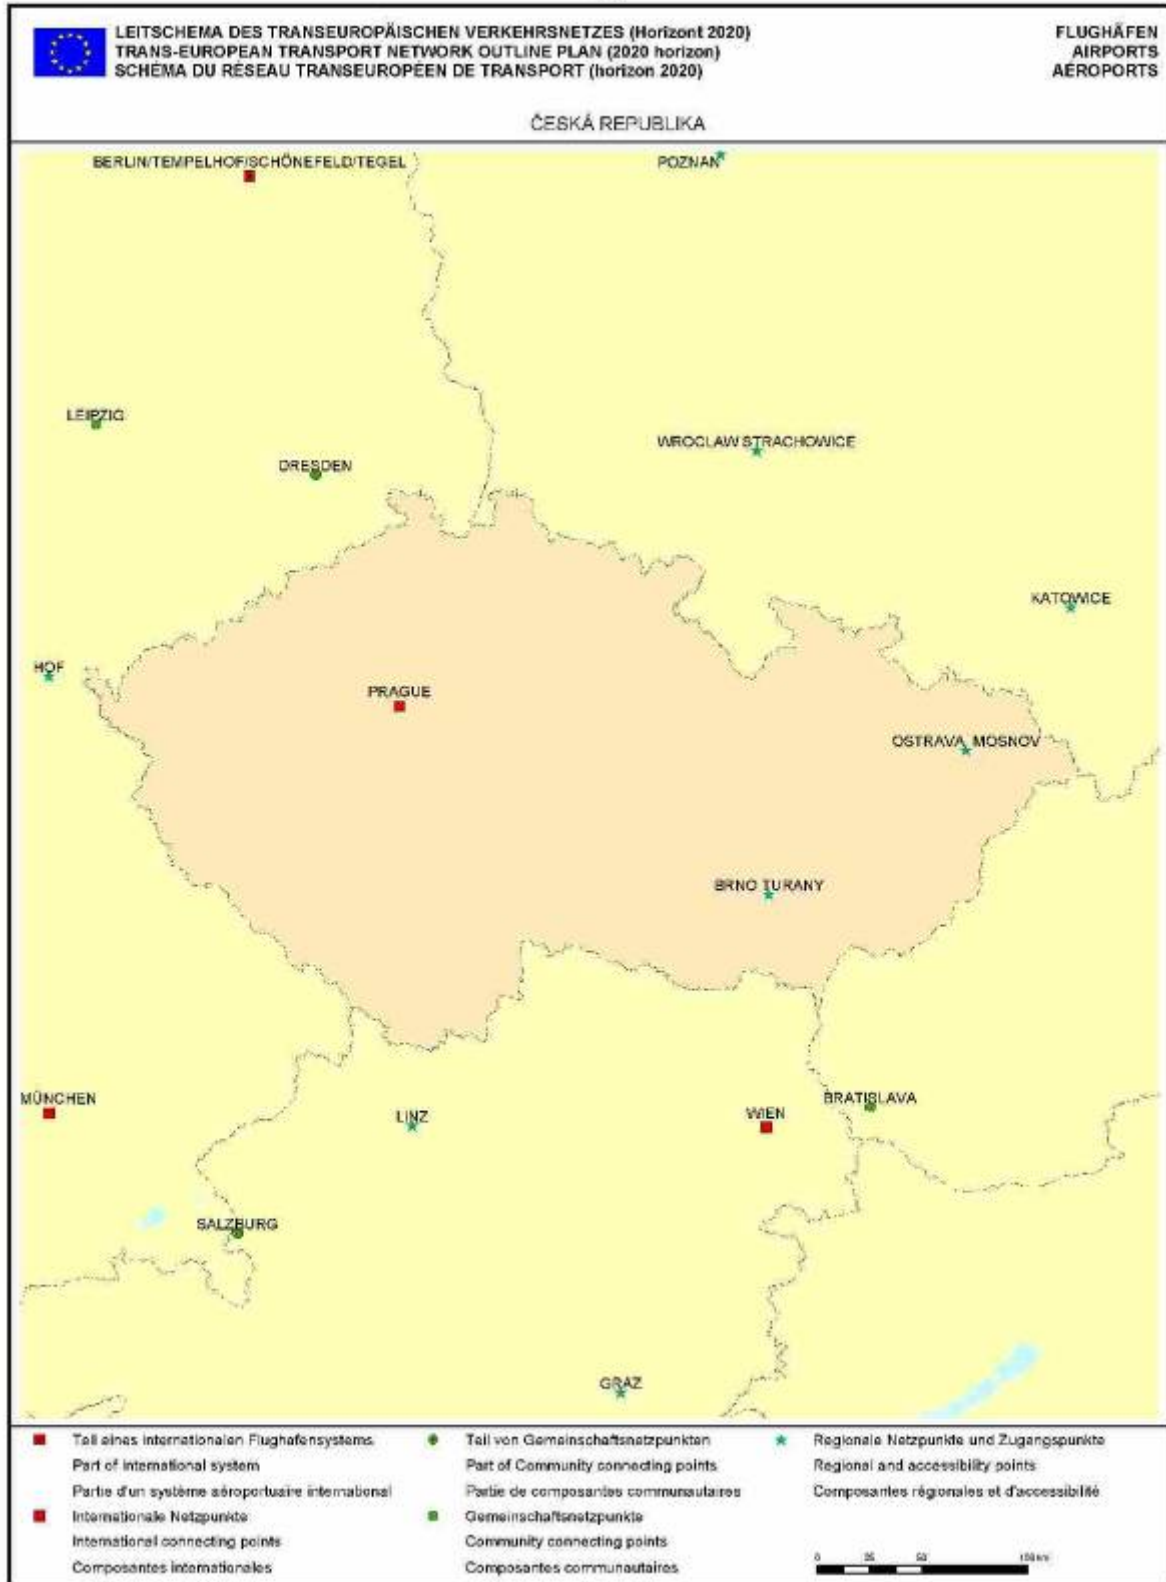 LEITSCHEMA DES TRANSEUROPÄISCHEN VERKEHRSNETZES (Horizont 2020)
TRANS-EUROPEAN TRANSPORT NETWORK OUTLINE PLAN (2020 horizon)
SCHÉMA DU RÉSEAU TRANSEUROPÉEN DE TRANSPORT (horizon 2020)
FLUGHÄFEN
AIRPORTS
AÉROPORTS
ČESKÁ REPUBLIKA
BERLIN/TEMPELHOF/SCHÖNEFELD/TEGEL
POZNAN
LEIPZIG
WROCLAW STRACHOWICE
DRESDEN
KATOWICE
HOF
PRAGUE
OSTRAVA MOSNOV
BRNO TURANY
MÜNCHEN
LINZ
WIEN
BRATISLAVA
SALZBURG
GRAZ
Teil eines internationalen Flughafensystems
Part of international system
Partie d'un système aéroportuaire international
Internationale Netzpunkte
International connecting points
Composantes internationales
Teil von Gemeinschaftsnetzpunkten
Part of Community connecting points
Partie de composantes communautaires
Gemeinschaftsnetzpunkte
Community connecting points
Composantes communautaires
Regionale Netzpunkte und Zugangspunkte
Regional and accessibility points
Composantes régionales et d'accessibilité
0 25 50